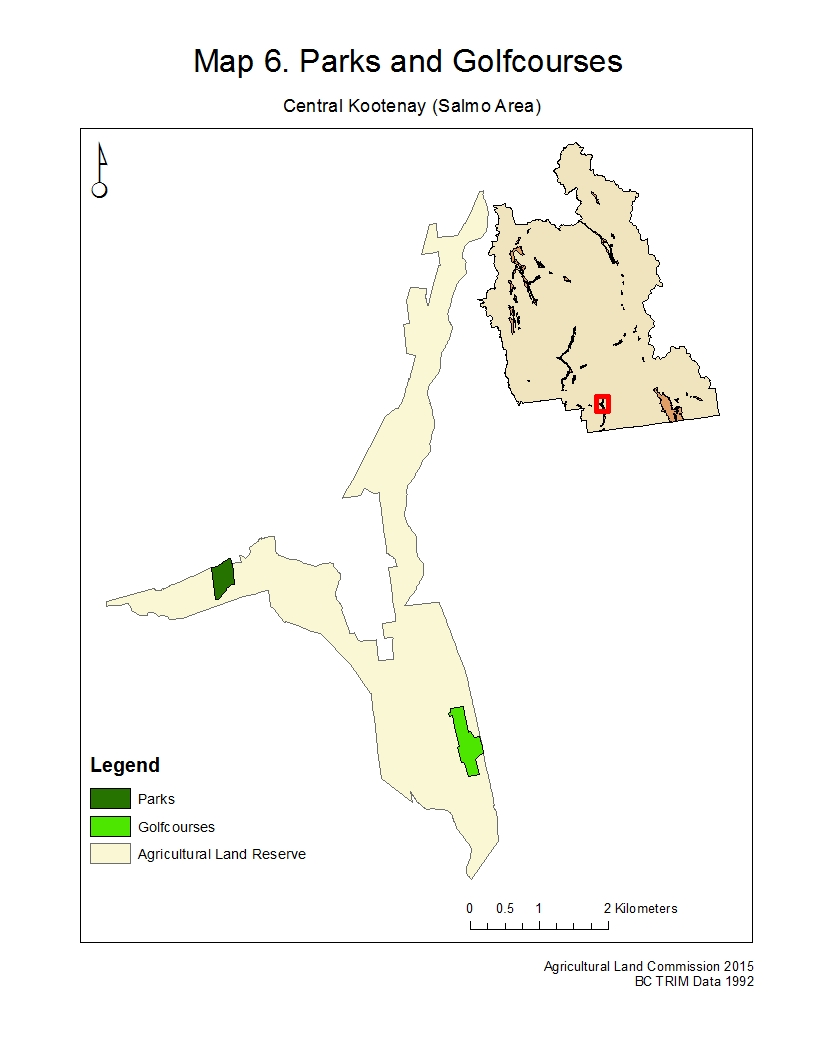 Map 6. Parks and Golfcourses
Central Kootenay (Salmo Area)
Legend
Parks
Golfcourses
Agricultural Land Reserve
0 0.5 1 2 Kilometers
Agricultural Land Commission 2015
BC TRIM Data 1992